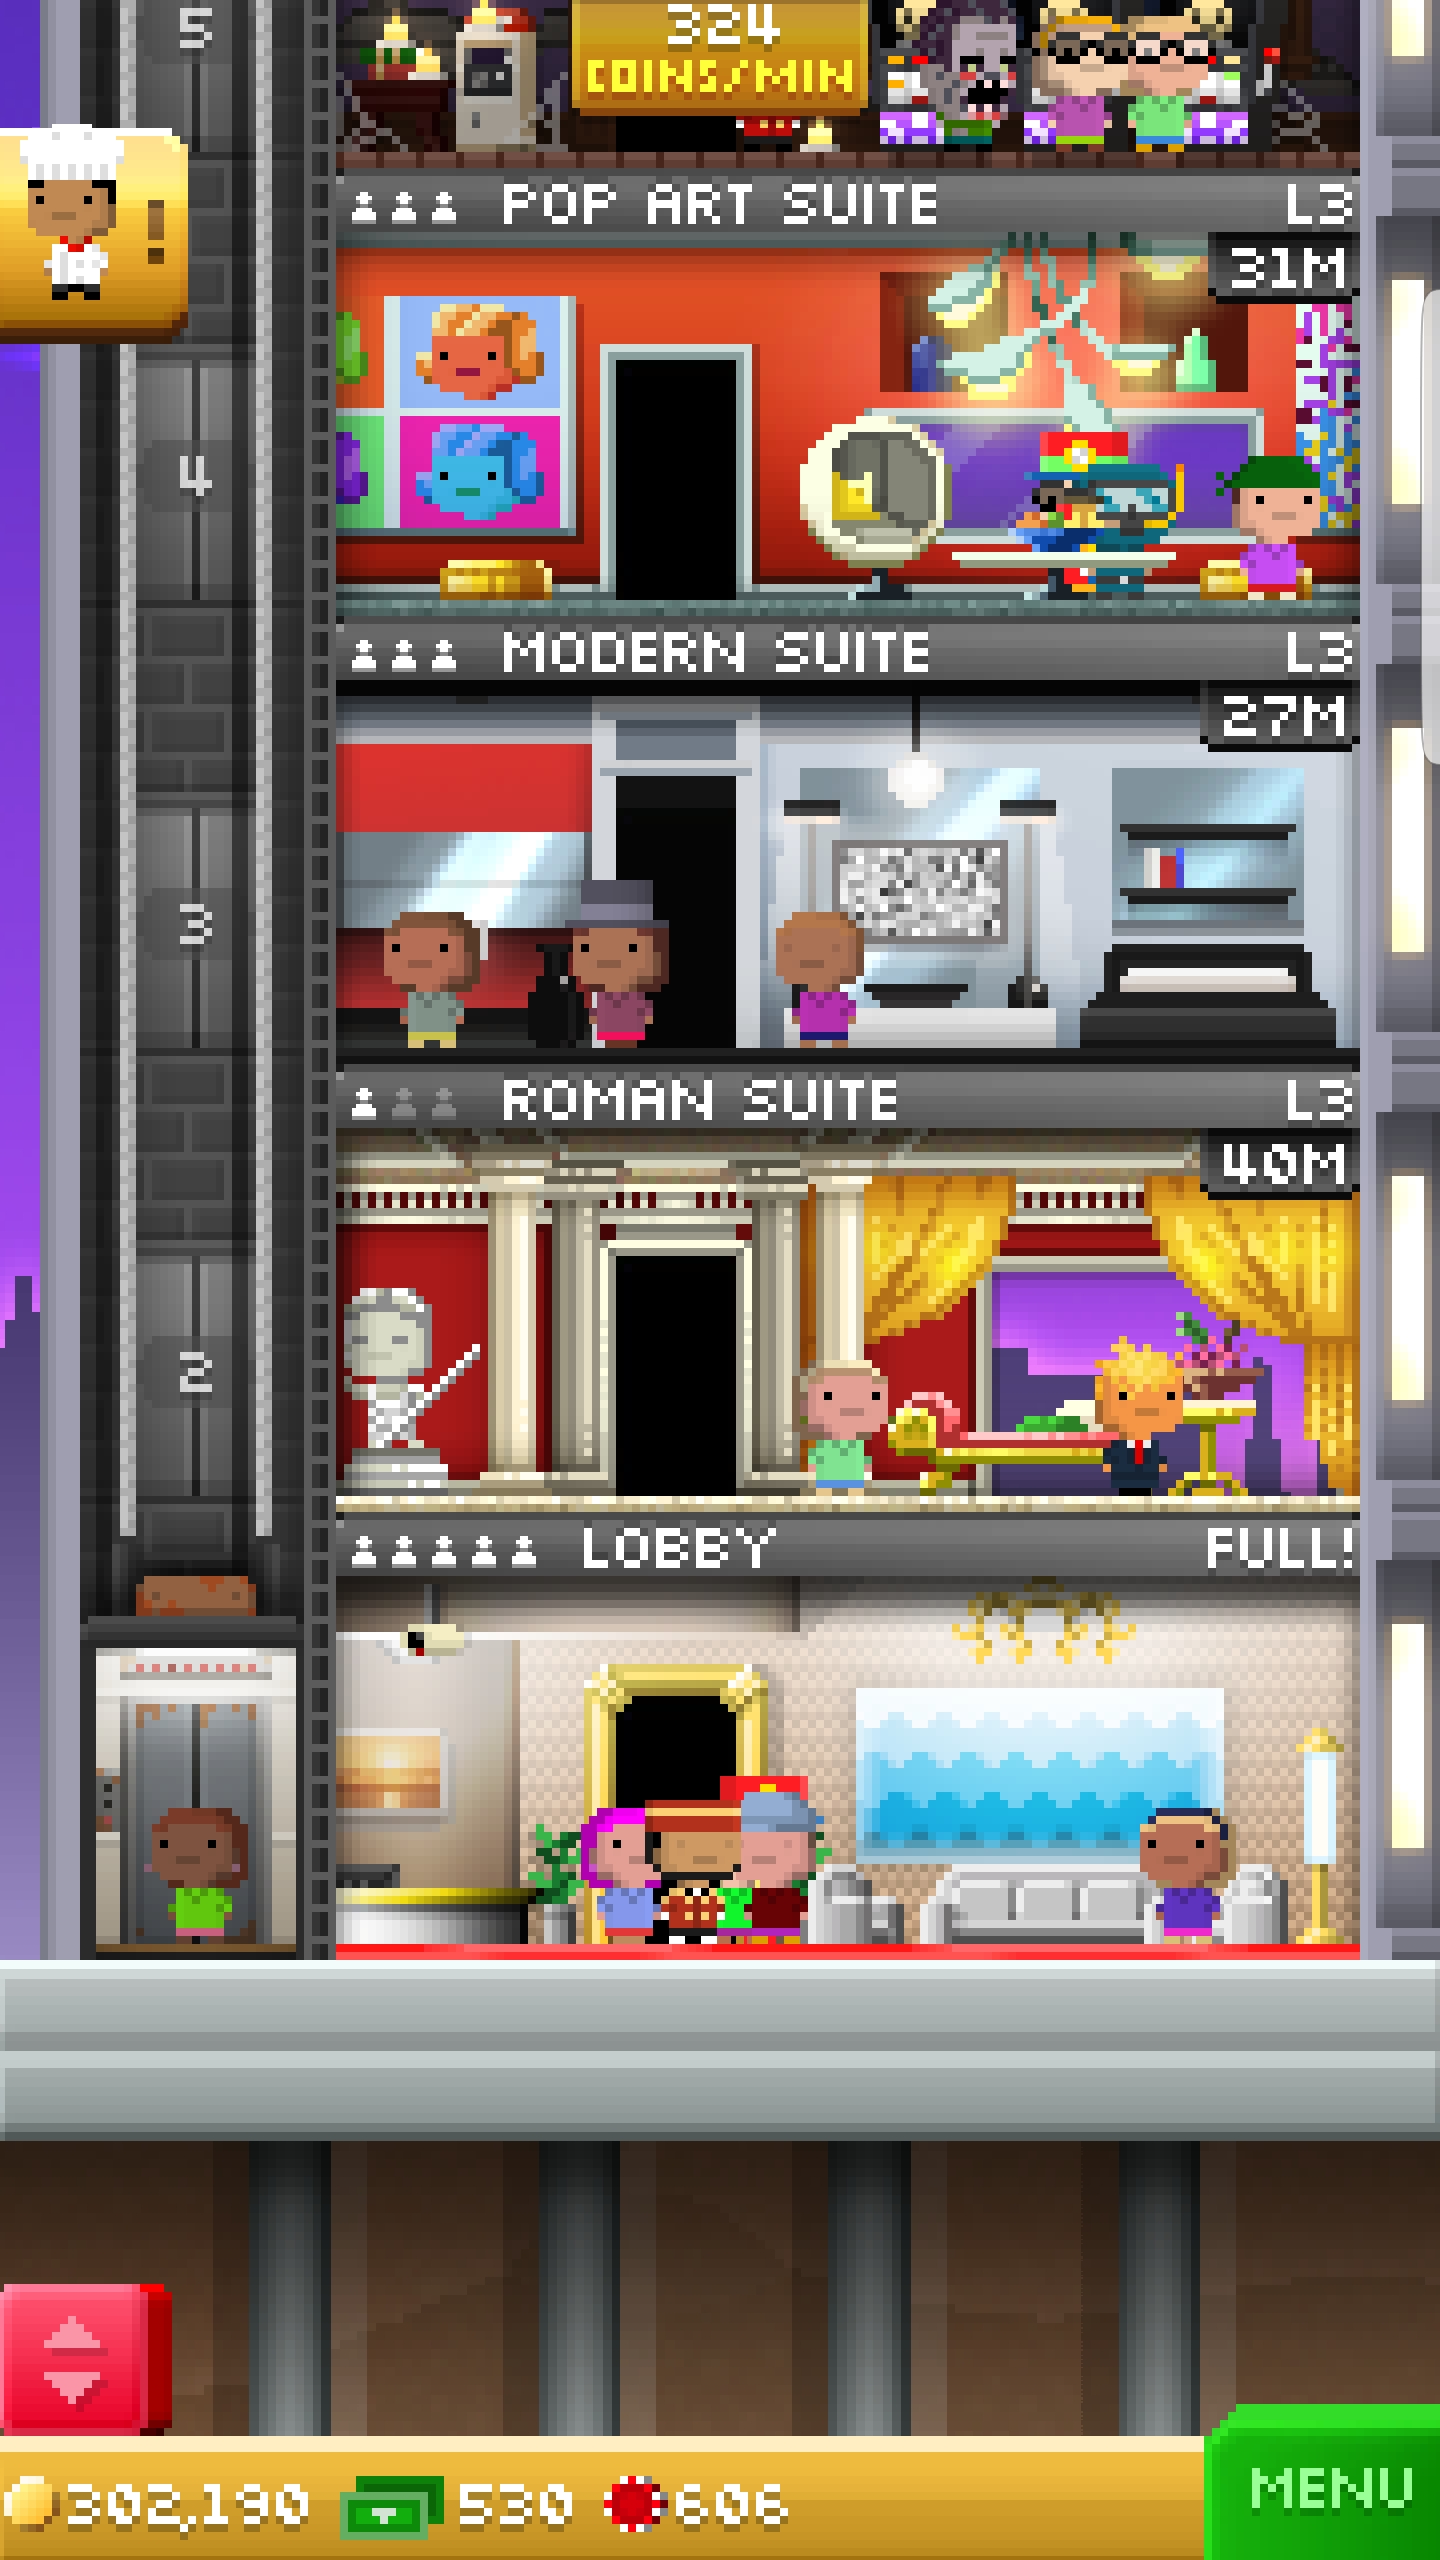 5
324
COINS/MIN
!
POP ART SUITE L3
31M
4
MODERN SUITE L3
27M
3
ROMAN SUITE L3
40M
2
LOBBY FULL!
302,190 530 606
MENU